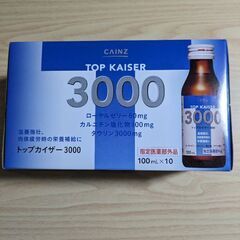 CAINZ
TOP KAISER
3000
ローヤルゼリー60mg
カルニチン塩化物100mg
タウリン3000mg
滋養強壮、
肉体疲労時の栄養補給に
トップカイザー3000
100mL×10
指定医薬部外品
3000